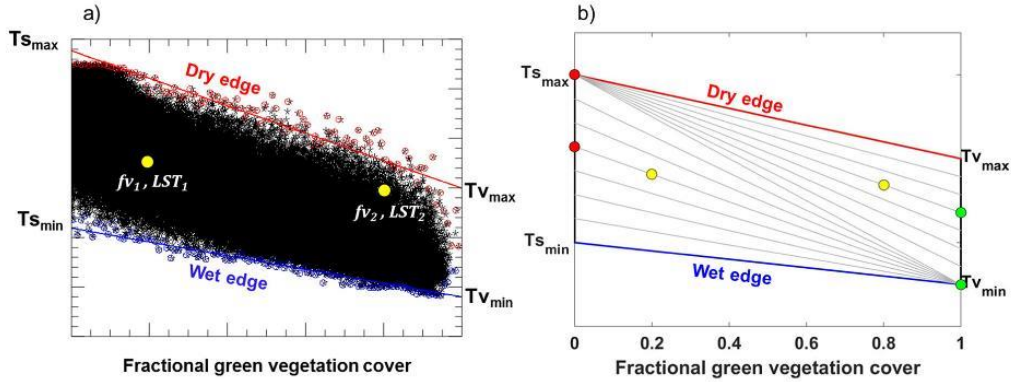 a)
Ts max
Dry edge
fv1 , LST1
fv2 , LST2
Tv max
Ts min
Wet edge
Tv min
Fractional green vegetation cover
b)
Ts max
Dry edge
Tv max
Ts min
Wet edge
Tv min
0 0.2 0.4 0.6 0.8 1
Fractional green vegetation cover